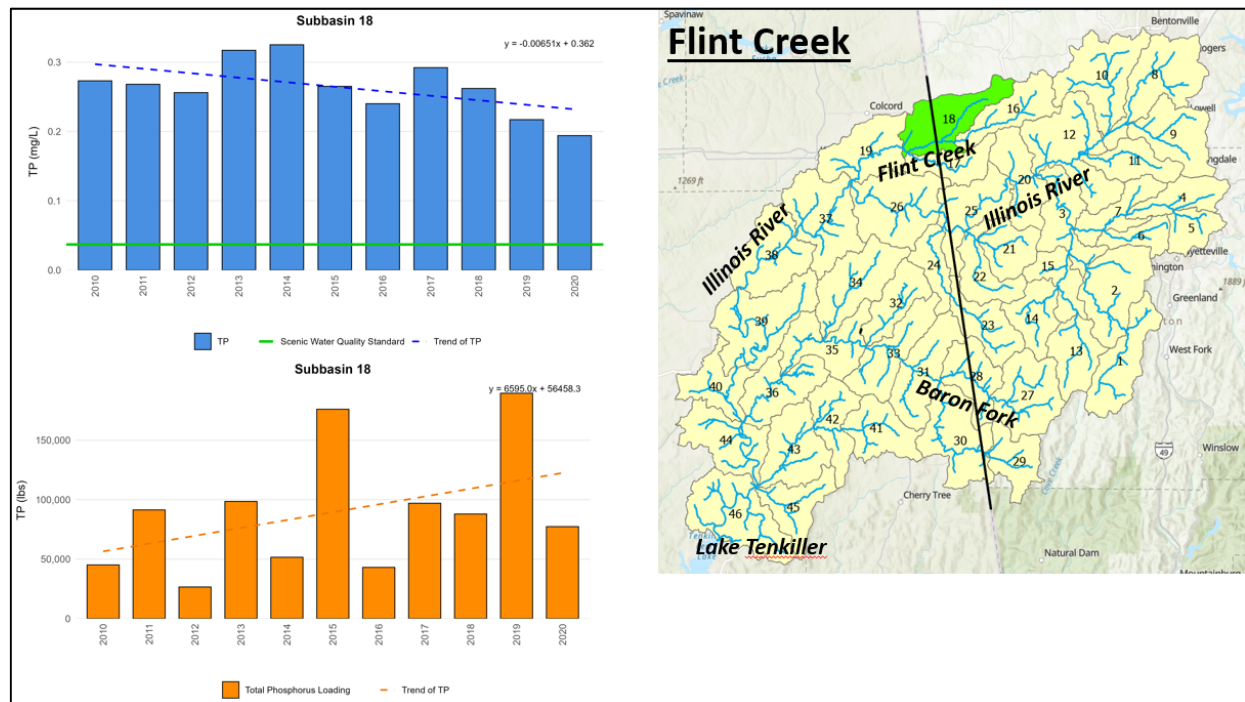 Subbasin 18
y = -0.00651x + 0.362
TP (mg/L)
0.3
0.2
0.1
0.0
2010
2011
2012
2013
2014
2015
2016
2017
2018
2019
2020
TP
Scenic Water Quality Standard
Trend of TP
Subbasin 18
y = 6595.0x + 56458.3
TP (lbs)
150,000
100,000
50,000
0
2010
2011
2012
2013
2014
2015
2016
2017
2018
2019
2020
Total Phosphorus Loading
Trend of TP
Flint Creek
Spavinaw
Bentonville
Colcord
10
8
16
18
9
12
11
19
17
Flint Creek
1269 ft
20
Illinois River
26
25
4
7
5
3
6
37
21
Illinois River
38
24
22
15
34
2
1889 ft
Greenland
32
39
14
23
35
33
13
1
West Fork
31
28
40
36
27
Baron Fork
42
41
44
43
30
29
49
Winslow
Cherry Tree
46
45
Lake Tenkiller
Natural Dam
Mountainburg